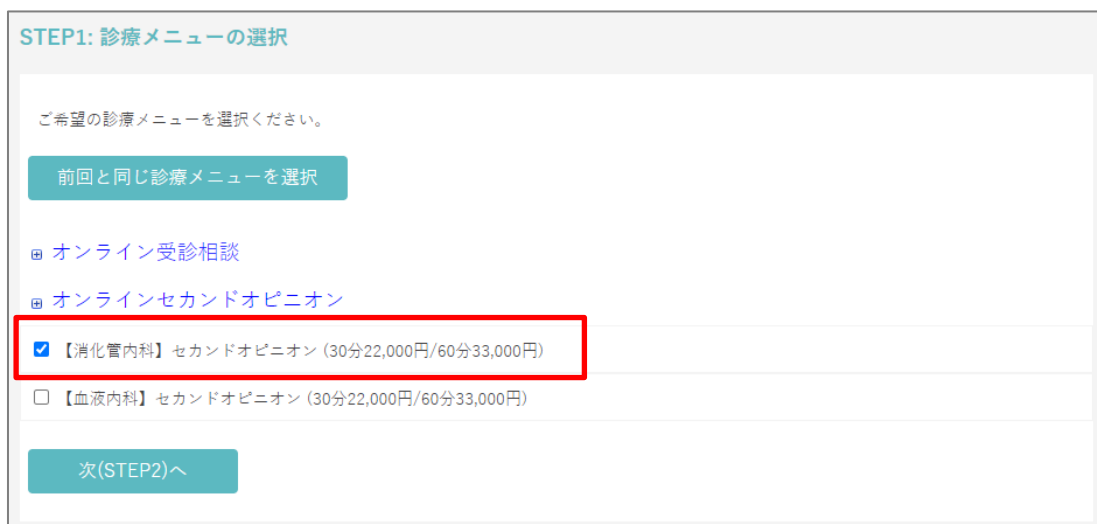 STEP1: 診療メニューの選択
ご希望の診療メニューを選択ください。
前回と同じ診療メニューを選択
オンライン受診相談
オンラインセカンドオピニオン
【消化管内科】セカンドオピニオン (30分22,000円/60分33,000円)
【血液内科】セカンドオピニオン (30分22,000円/60分33,000円)
次(STEP2)へ